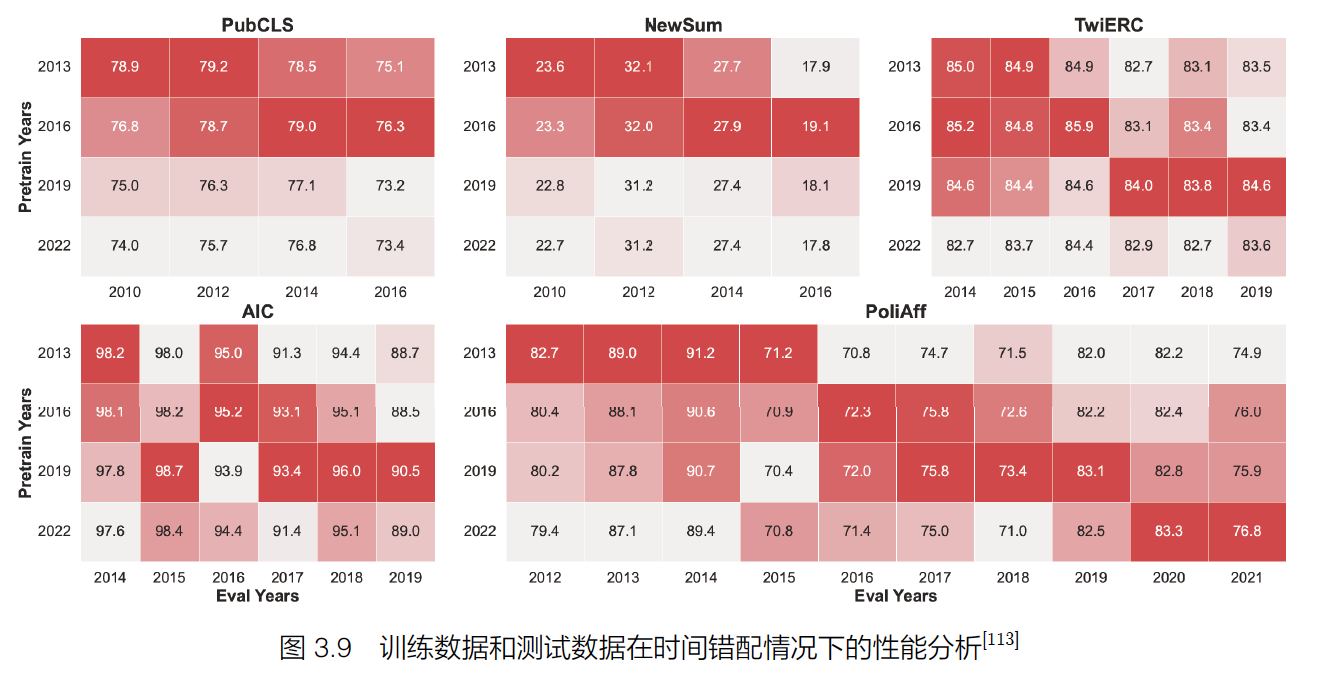 PubCLS NewSum TwiERC
2013 78.9 79.2 78.5 75.1 2013 23.6 32.1 27.7 17.9 2013 85.0 84.9 84.9 82.7 83.1 83.5
2016 76.8 78.7 79.0 76.3 2016 23.3 32.0 27.9 19.1 2016 85.2 84.8 85.9 83.1 83.4 83.4
2019 75.0 76.3 77.1 73.2 2019 22.8 31.2 27.4 18.1 2019 84.6 84.4 84.6 84.0 83.8 84.6
2022 74.0 75.7 76.8 73.4 2022 22.7 31.2 27.4 17.8 2022 82.7 83.7 84.4 82.9 82.7 83.6
Pretrain Years
2010 2012 2014 2016 2010 2012 2014 2016 2014 2015 2016 2017 2018 2019
AIC PoliAff
2013 98.2 98.0 95.0 91.3 94.4 88.7 2013 82.7 89.0 91.2 71.2 70.8 74.7 71.5 82.0 82.2 74.9
2016 98.1 98.2 95.2 93.1 95.1 88.5 2016 80.4 88.1 90.6 70.9 72.3 75.8 72.6 82.2 82.4 76.0
2019 97.8 98.7 93.9 93.4 96.0 90.5 2019 80.2 87.8 90.7 70.4 72.0 75.8 73.4 83.1 82.8 75.9
2022 97.6 98.4 94.4 91.4 95.1 89.0 2022 79.4 87.1 89.4 70.8 71.4 75.0 71.0 82.5 83.3 76.8
Pretrain Years
2014 2015 2016 2017 2018 2019 2012 2013 2014 2015 2016 2017 2018 2019 2020 2021
Eval Years Eval Years
图 3.9 训练数据和测试数据在时间错配情况下的性能分析[113]